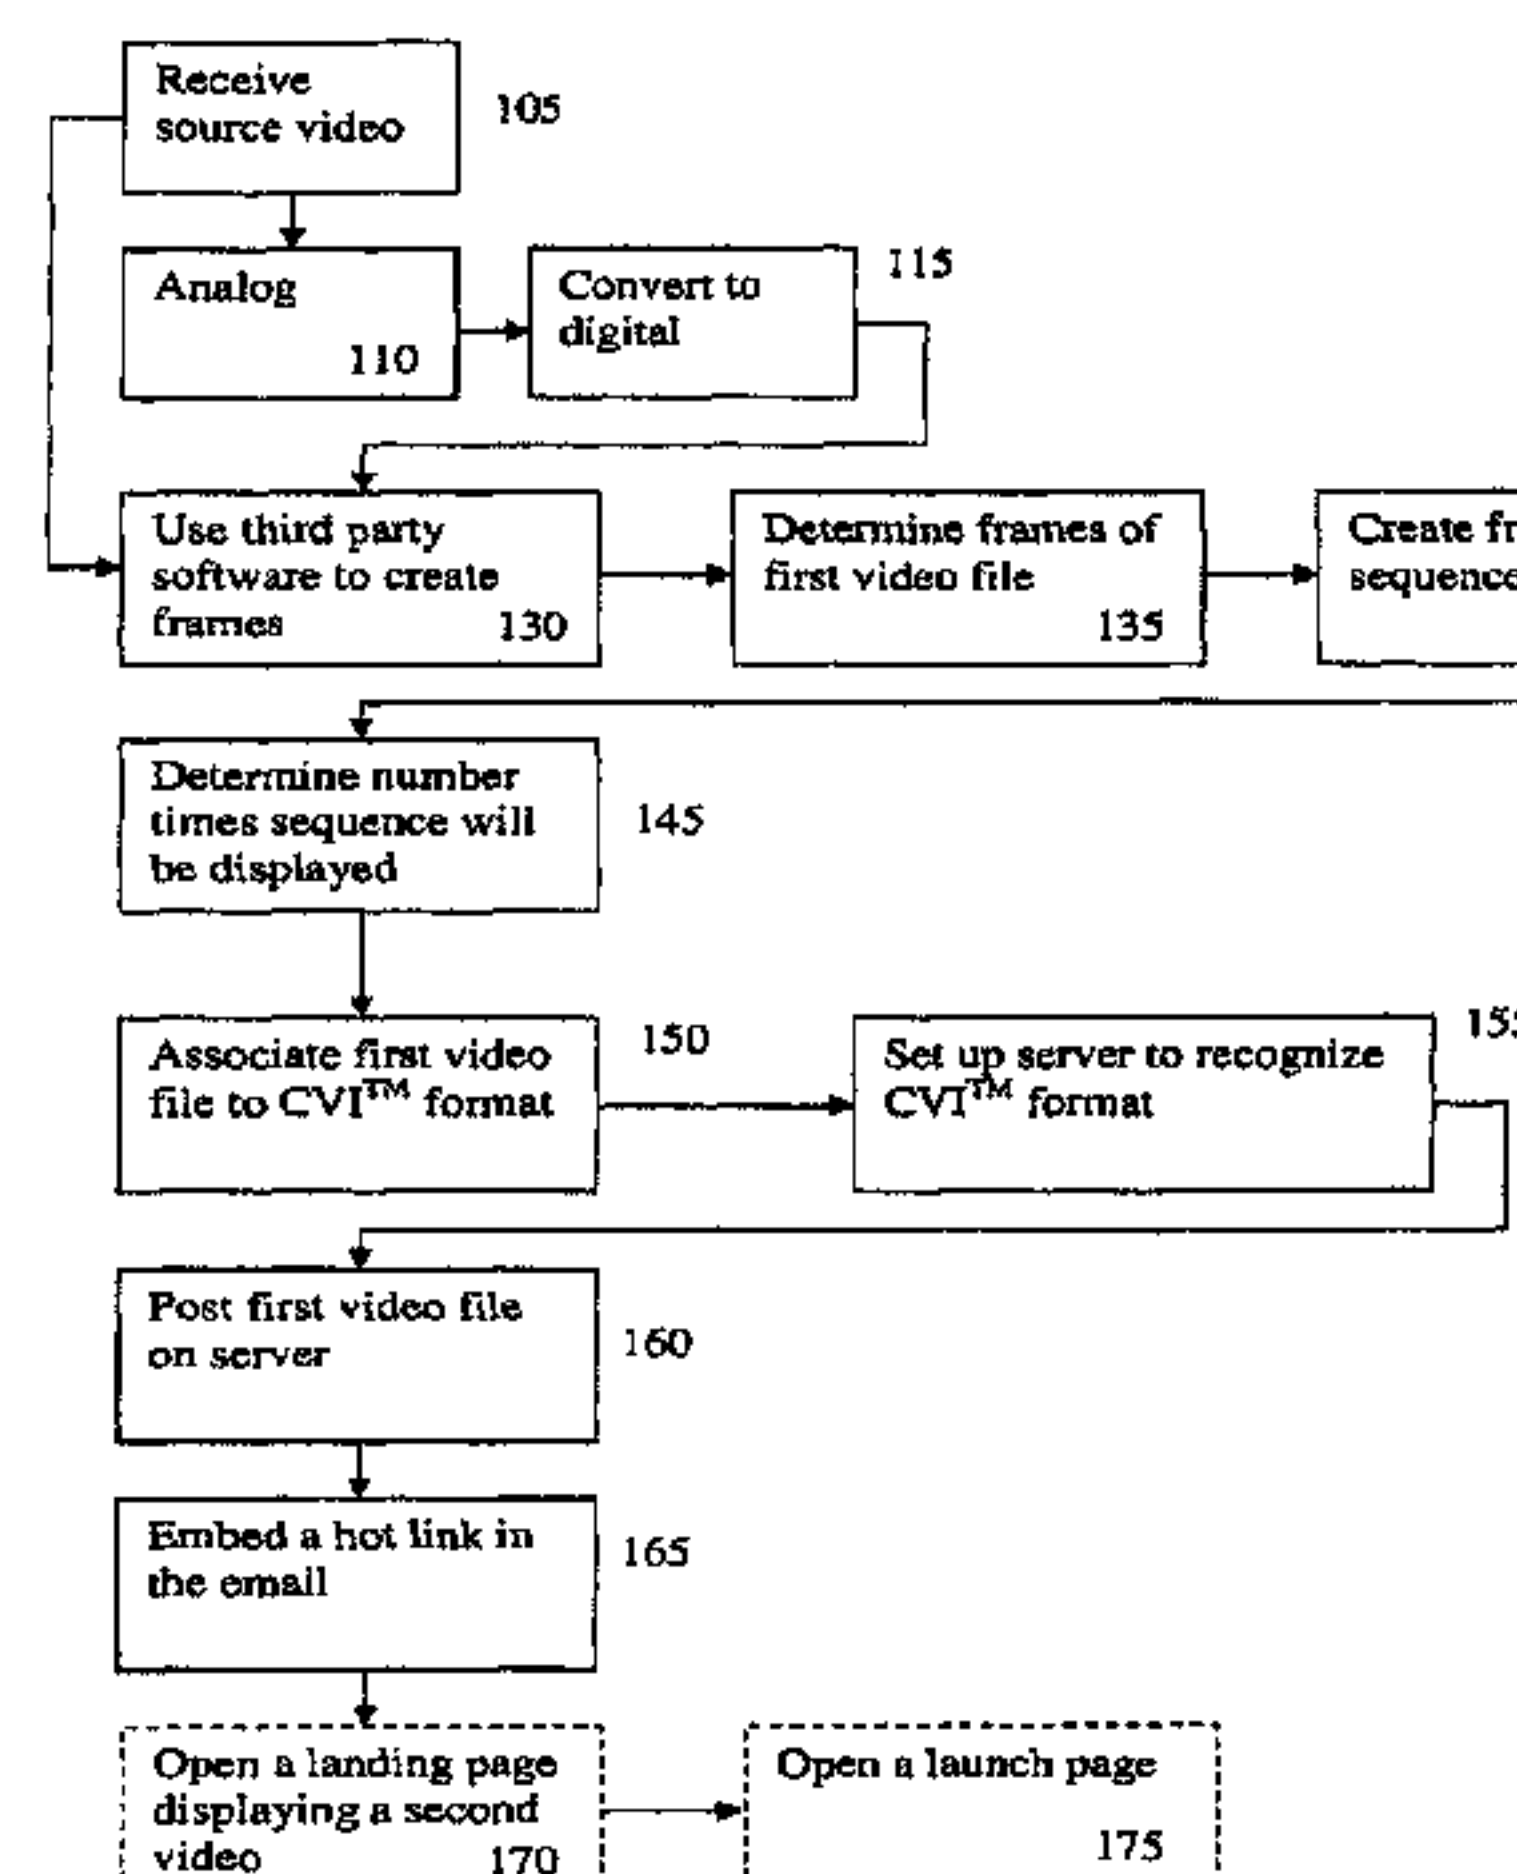 Receive
source video
105
Analog
110
Convert to
digital
115
Use third party
software to create
frames
130
Determine frames of
first video file
135
Create
Determine number
times sequence will
be displayed
145
Associate first video
file to CVI™ format
150
Set up server to recognize
CVI™ format
Post first video file
on server
160
Embed a hot link in
the email
165
Open a landing page
displaying a second
video
170
Open a launch page
175